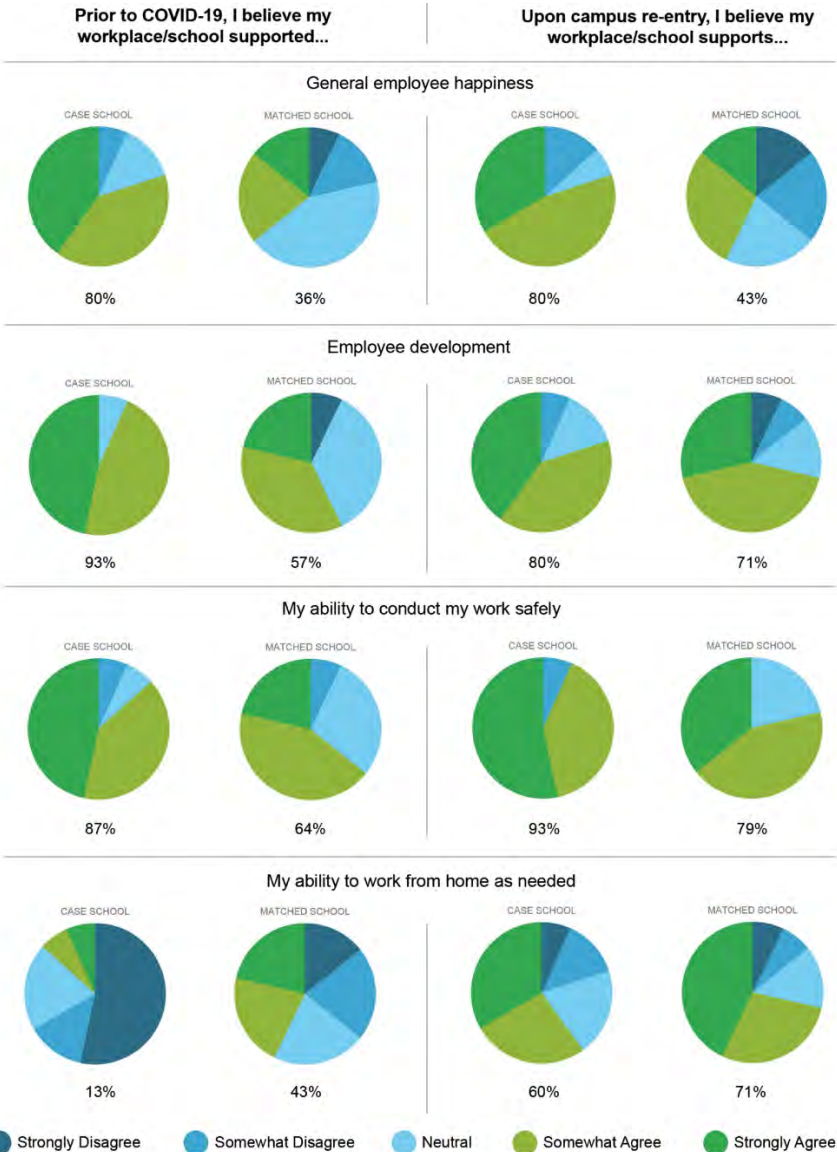 Prior to COVID-19, I believe my
workplace/school supported...
Upon campus re-entry, I believe my
workplace/school supports...
General employee happiness
CASE SCHOOL
MATCHED SCHOOL
CASE SCHOOL
MATCHED SCHOOL
80%
36%
80%
43%
Employee development
CASE SCHOOL
MATCHED SCHOOL
CASE SCHOOL
MATCHED SCHOOL
93%
57%
80%
71%
My ability to conduct my work safely
CASE SCHOOL
MATCHED SCHOOL
CASE SCHOOL
MATCHED SCHOOL
87%
64%
93%
79%
My ability to work from home as needed
CASE SCHOOL
MATCHED SCHOOL
CASE SCHOOL
MATCHED SCHOOL
13%
43%
60%
71%
Strongly Disagree
Somewhat Disagree
Neutral
Somewhat Agree
Strongly Agree